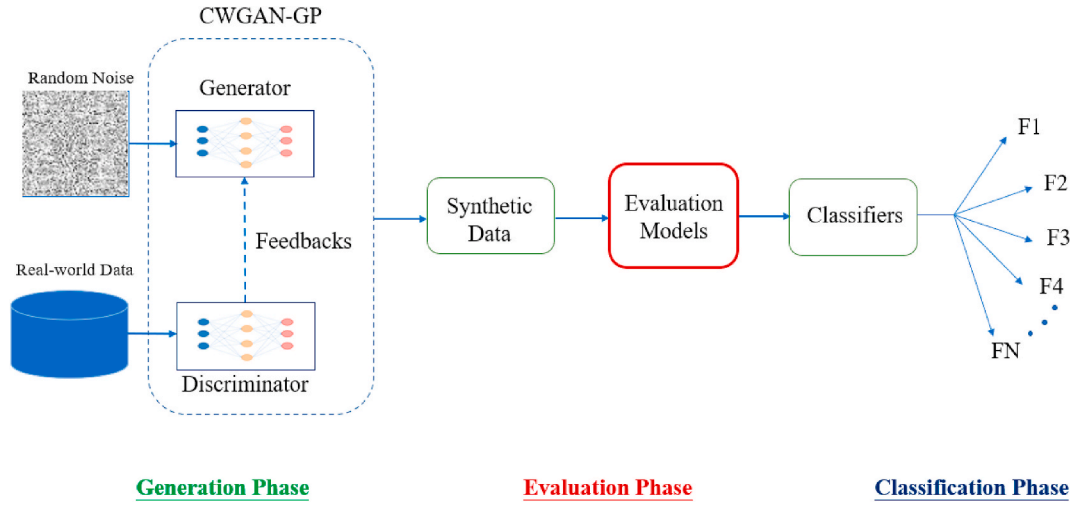 CWGAN-GP
Random Noise
Generator
Feedbacks
Real-world Data
Discriminator
Synthetic
Data
Evaluation
Models
Classifiers
F1
F2
F3
F4
FN
Generation Phase
Evaluation Phase
Classification Phase